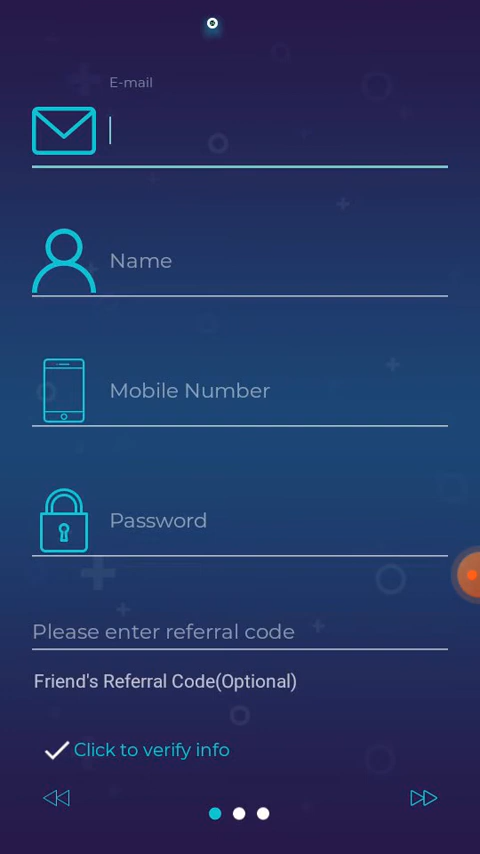 E-mail
Name
Mobile Number
Password
Please enter referral code
Friend's Referral Code(Optional)
Click to verify info